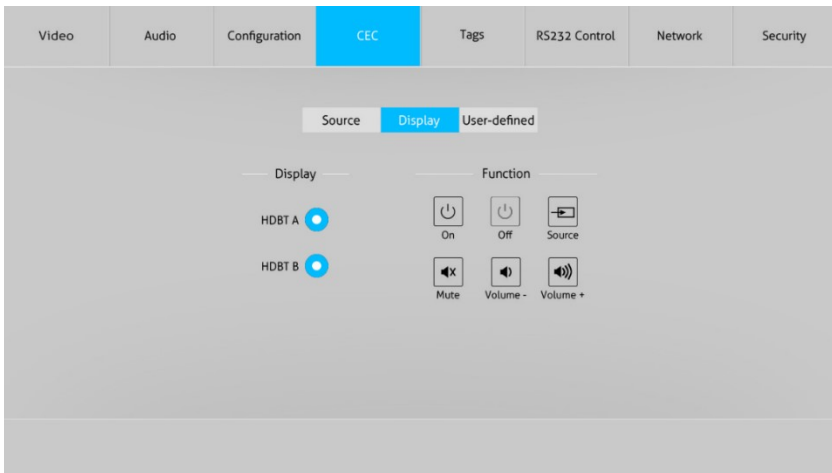 Video Audio Configuration CEC Tags RS232 Control Network Security
Source Display User-defined
Display Function
HDBT A
On Off Source
HDBT B
Mute Volume - Volume +